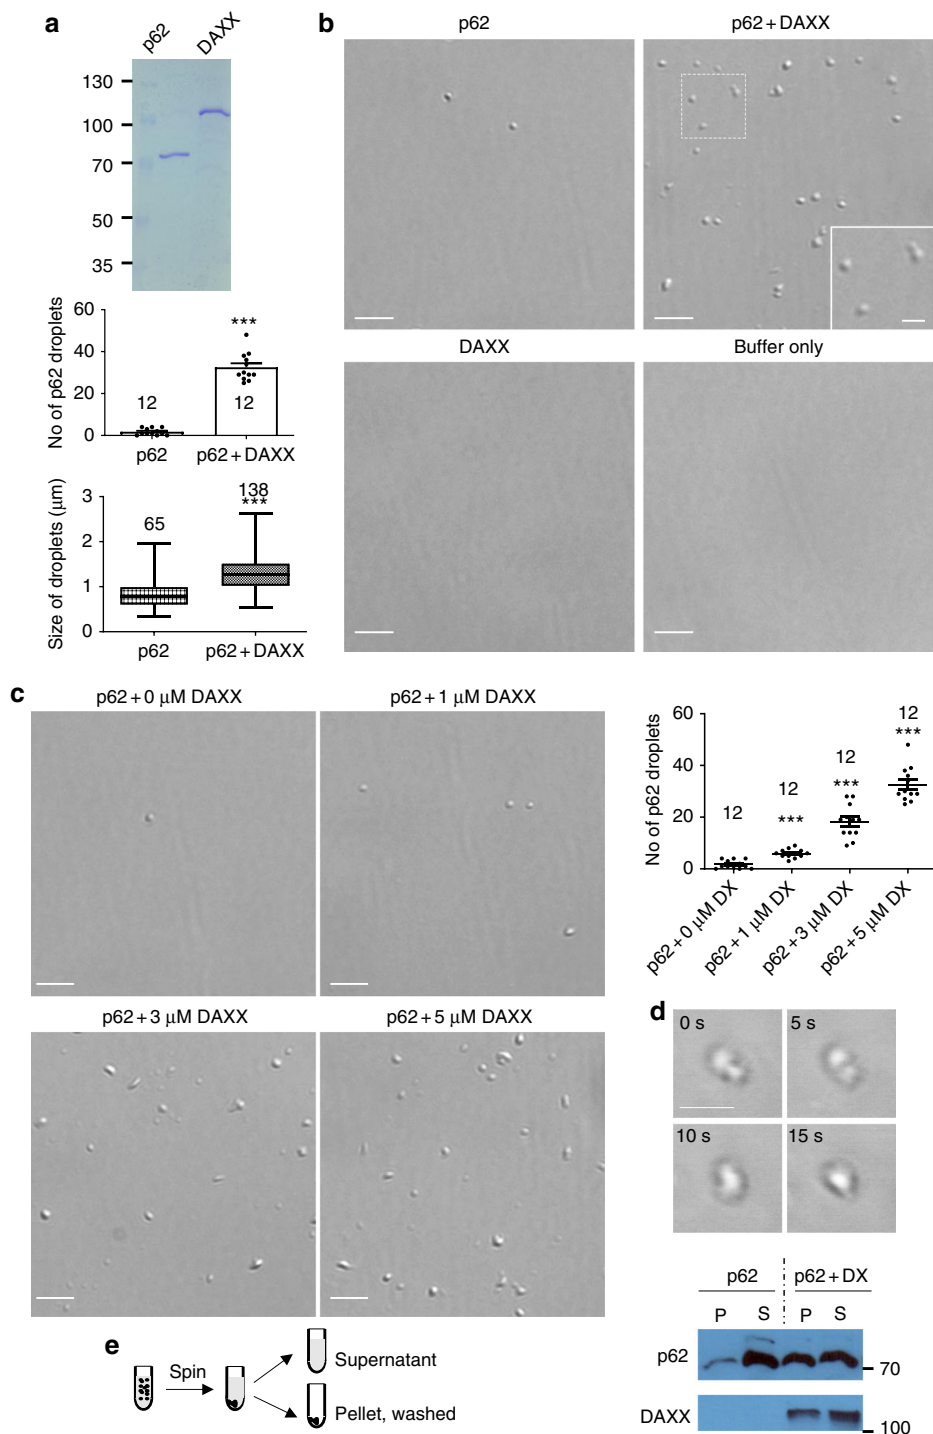 a
p62
DAXX
130
100
70
50
35
No of p62 droplets
60
40
20
0
12
***
12
p62
p62 + DAXX
Size of droplets (μm)
3
2
1
0
65
138
***
p62
p62 + DAXX
b
p62
p62 + DAXX
DAXX
Buffer only
c
p62 + 0 μM DAXX
p62 + 1 μM DAXX
p62 + 3 μM DAXX
p62 + 5 μM DAXX
No of p62 droplets
60
40
20
0
12
12
***
12
***
12
***
p62 + 0 μM DX
p62 + 1 μM DX
p62 + 3 μM DX
p62 + 5 μM DX
d
0 s
5 s
10 s
15 s
e
Spin
Supernatant
Pellet, washed
p62
p62 + DX
P
S
P
S
p62
70
DAXX
100